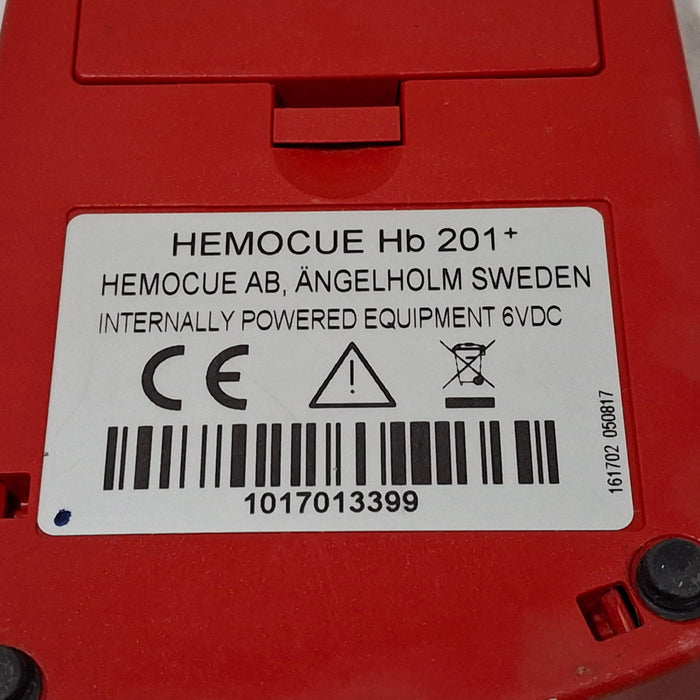 HEMOCUE Hb 201⁺
HEMOCUE AB, ÄNGELHOLM SWEDEN
INTERNALLY POWERED EQUIPMENT 6VDC
CE
1017013399
161702 050817